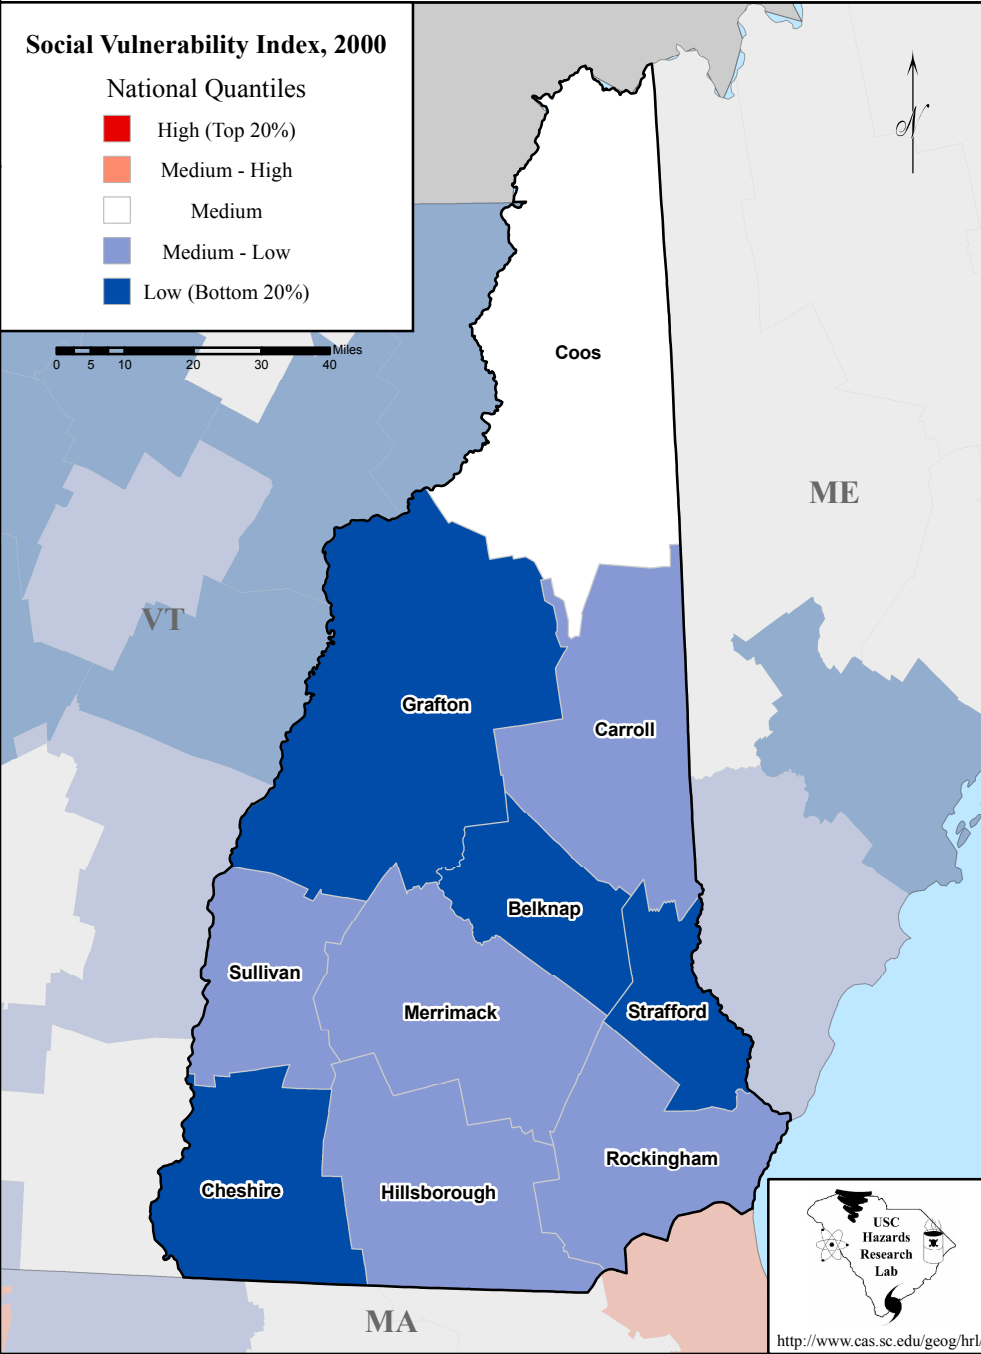 Social Vulnerability Index, 2000
National Quantiles
High (Top 20%)
Medium - High
Medium
Medium - Low
Low (Bottom 20%)
N
Miles
0 5 10 20 30 40
Coos
ME
VT
Grafton
Carroll
Belknap
Sullivan
Merrimack
Strafford
Rockingham
Cheshire
Hillsborough
MA
USC
Hazards
Research
Lab
http://www.cas.sc.edu/geog/hrl/